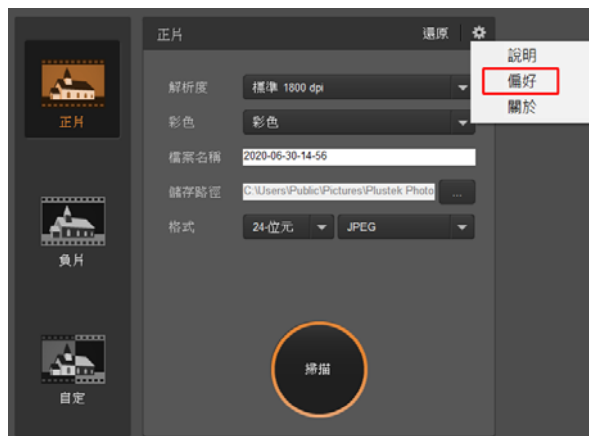 正片
還原
說明
偏好
關於
解析度
標準 1800 dpi
彩色
彩色
檔案名稱
2020-06-30-14-56
儲存路徑
C:\Users\Public\Pictures\Plustek Photo
...
格式
24-位元
JPEG
掃描
正片
負片
自定